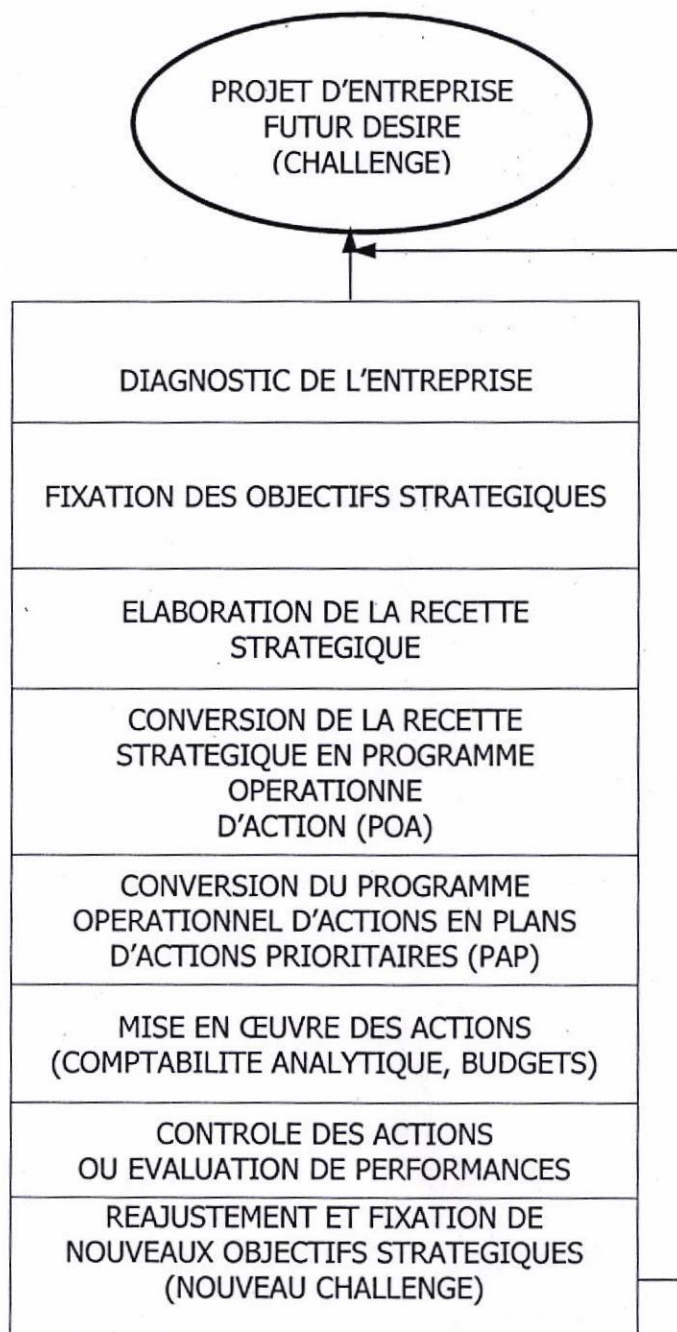 PROJET D'ENTREPRISE
FUTUR DESIRE
(CHALLENGE)
DIAGNOSTIC DE L'ENTREPRISE
FIXATION DES OBJECTIFS STRATEGIQUES
ELABORATION DE LA RECETTE
STRATEGIQUE
CONVERSION DE LA RECETTE
STRATEGIQUE EN PROGRAMME
OPERATIONNE
D'ACTION (POA)
CONVERSION DU PROGRAMME
OPERATIONNEL D'ACTIONS EN PLANS
D'ACTIONS PRIORITAIRES (PAP)
MISE EN ŒUVRE DES ACTIONS
(COMPTABILITE ANALYTIQUE, BUDGETS)
CONTROLE DES ACTIONS
OU EVALUATION DE PERFORMANCES
REAJUSTEMENT ET FIXATION DE
NOUVEAUX OBJECTIFS STRATEGIQUES
(NOUVEAU CHALLENGE)